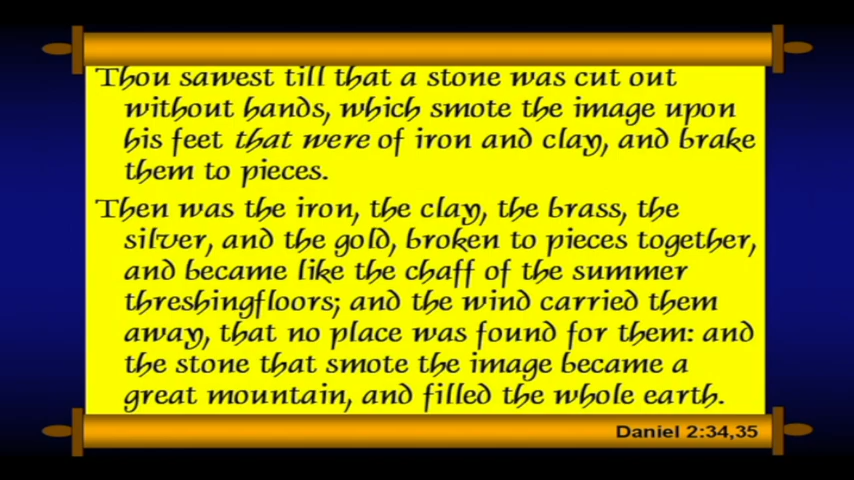 Thou sawest till that a stone was cut out
without hands, which smote the image upon
his feet that were of iron and clay, and brake
them to pieces.
Then was the iron, the clay, the brass, the
silver, and the gold, broken to pieces together,
and became like the chaff of the summer
threshingfloors; and the wind carried them
away, that no place was found for them: and
the stone that smote the image became a
great mountain, and filled the whole earth.
Daniel 2:34,35